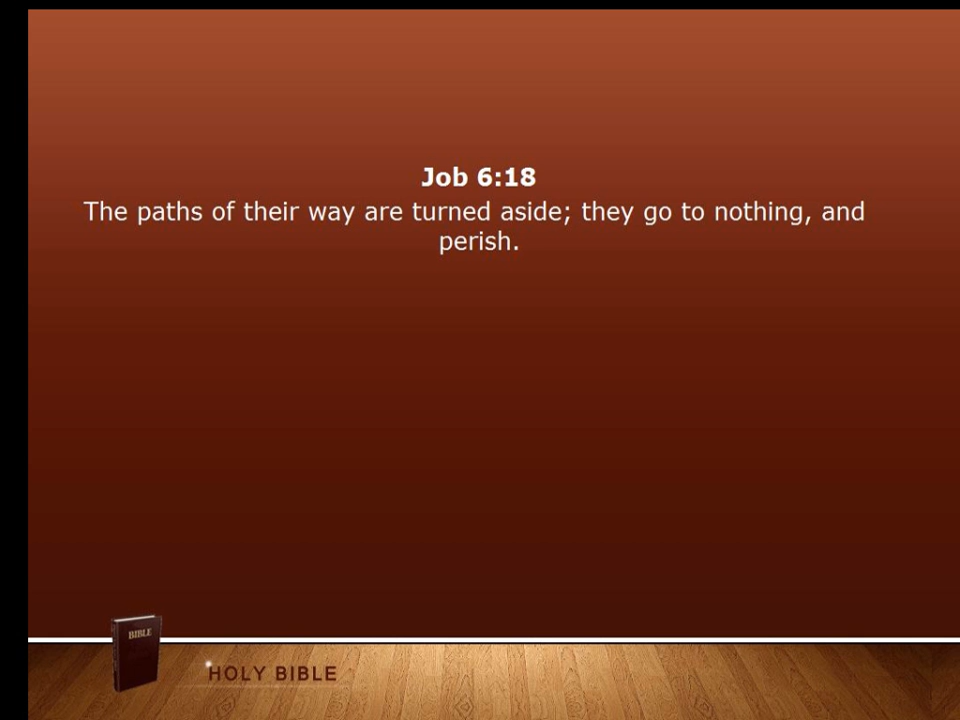 Job 6:18
The paths of their way are turned aside; they go to nothing, and
perish.
BIBLE
HOLY BIBLE